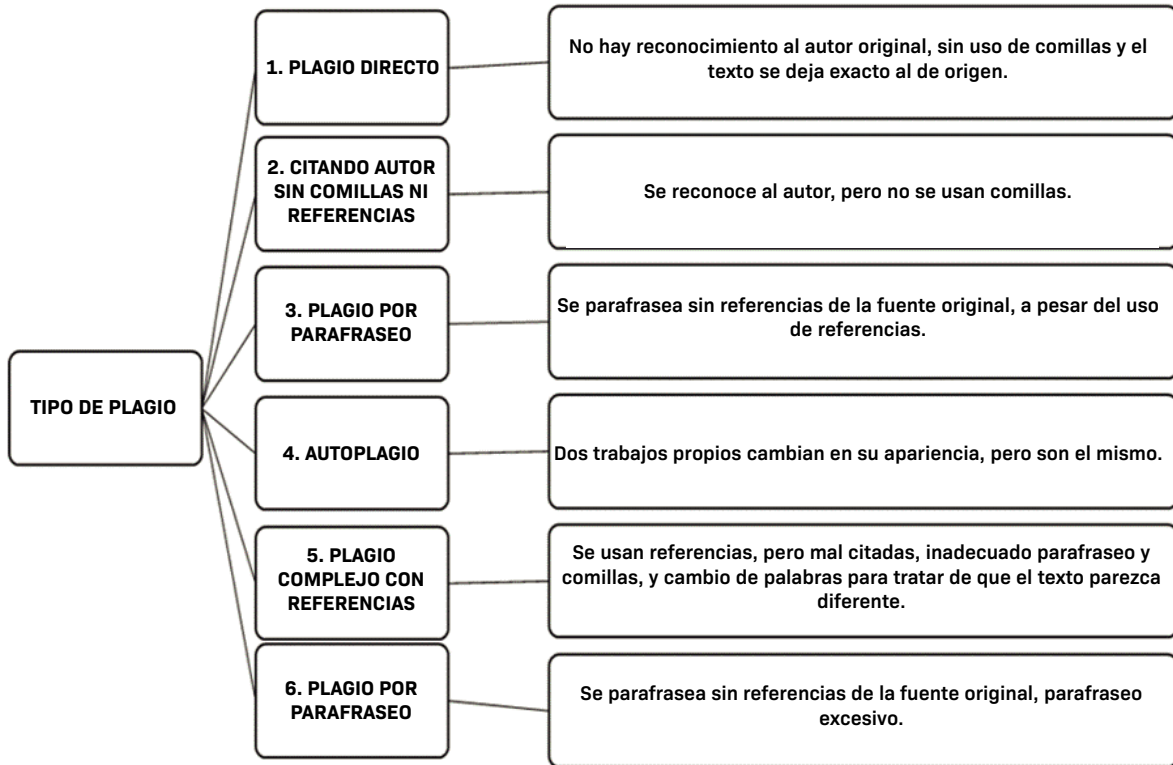 1. PLAGIO DIRECTO
No hay reconocimiento al autor original, sin uso de comillas y el
texto se deja exacto al de origen.
2. CITANDO AUTOR
SIN COMILLAS NI
REFERENCIAS
Se reconoce al autor, pero no se usan comillas.
3. PLAGIO POR
PARAFRASEO
Se parafrasea sin referencias de la fuente original, a pesar del uso
de referencias.
TIPO DE PLAGIO
4. AUTOPLAGIO
Dos trabajos propios cambian en su apariencia, pero son el mismo.
5. PLAGIO
COMPLEJO CON
REFERENCIAS
Se usan referencias, pero mal citadas, inadecuado parafraseo y
comillas, y cambio de palabras para tratar de que el texto parezca
diferente.
6. PLAGIO POR
PARAFRASEO
Se parafrasea sin referencias de la fuente original, parafraseo
excesivo.